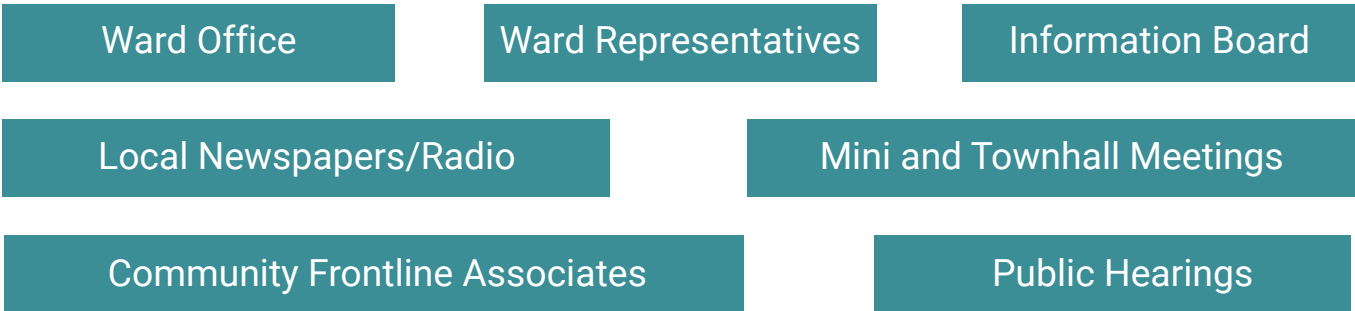 Ward Office
Ward Representatives
Information Board
Local Newspapers/Radio
Mini and Townhall Meetings
Community Frontline Associates
Public Hearings